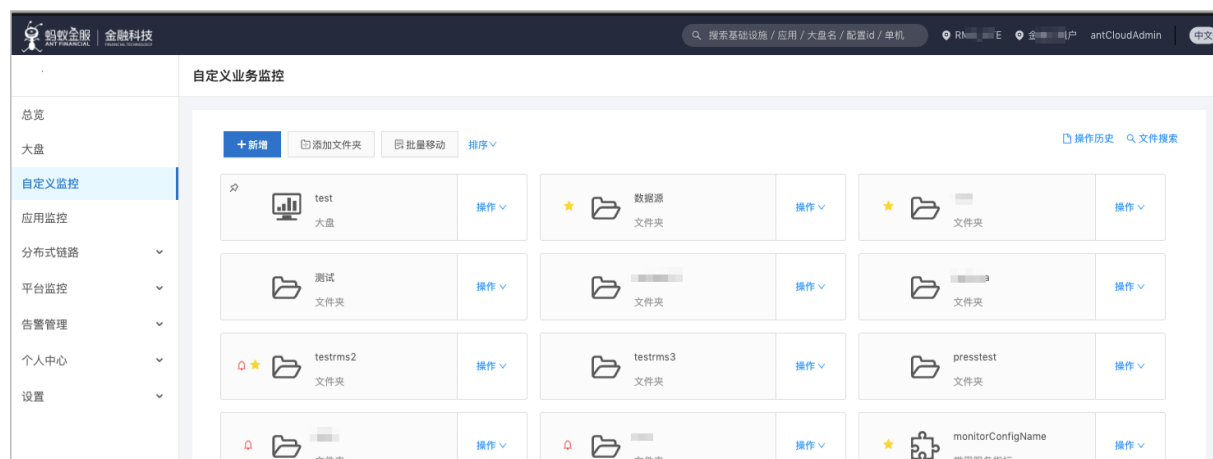 蚂蚁金服 金融科技
ANT FINANCIAL FINANCIAL TECHNOLOGY
搜索基础设施 / 应用 / 大盘名 / 配置id / 单机
antCloudAdmin
中文
自定义业务监控
总览
大盘
自定义监控
应用监控
分布式链路
平台监控
告警管理
个人中心
设置
新增 添加文件夹 批量移动 排序
操作历史 文件搜索
test
大盘
操作
数据源
文件夹
操作
文件夹
操作
测试
文件夹
操作
文件夹
操作
a
文件夹
操作
testrms2
文件夹
操作
testrms3
文件夹
操作
presstest
文件夹
操作
操作
操作
monitorConfigName
操作